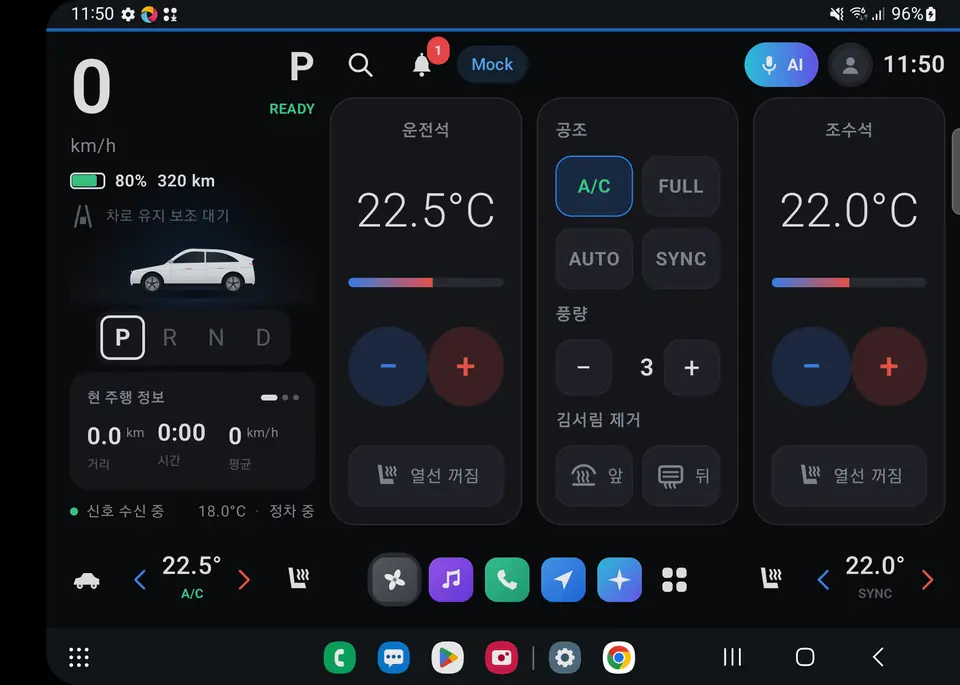 11:50
96%
0
P
READY
km/h
80% 320 km
차로 유지 보조 대기
P R N D
현 주행 정보
0.0 km 0:00 0 km/h
거리 시간 평균
신호 수신 중 18.0°C · 정차 중
1
Mock
AI
11:50
운전석
22.5°C
− +
열선 꺼짐
공조
A/C FULL
AUTO SYNC
풍량
− 3 +
김서림 제거
앞 뒤
조수석
22.0°C
− +
열선 꺼짐
22.5°
A/C
22.0°
SYNC